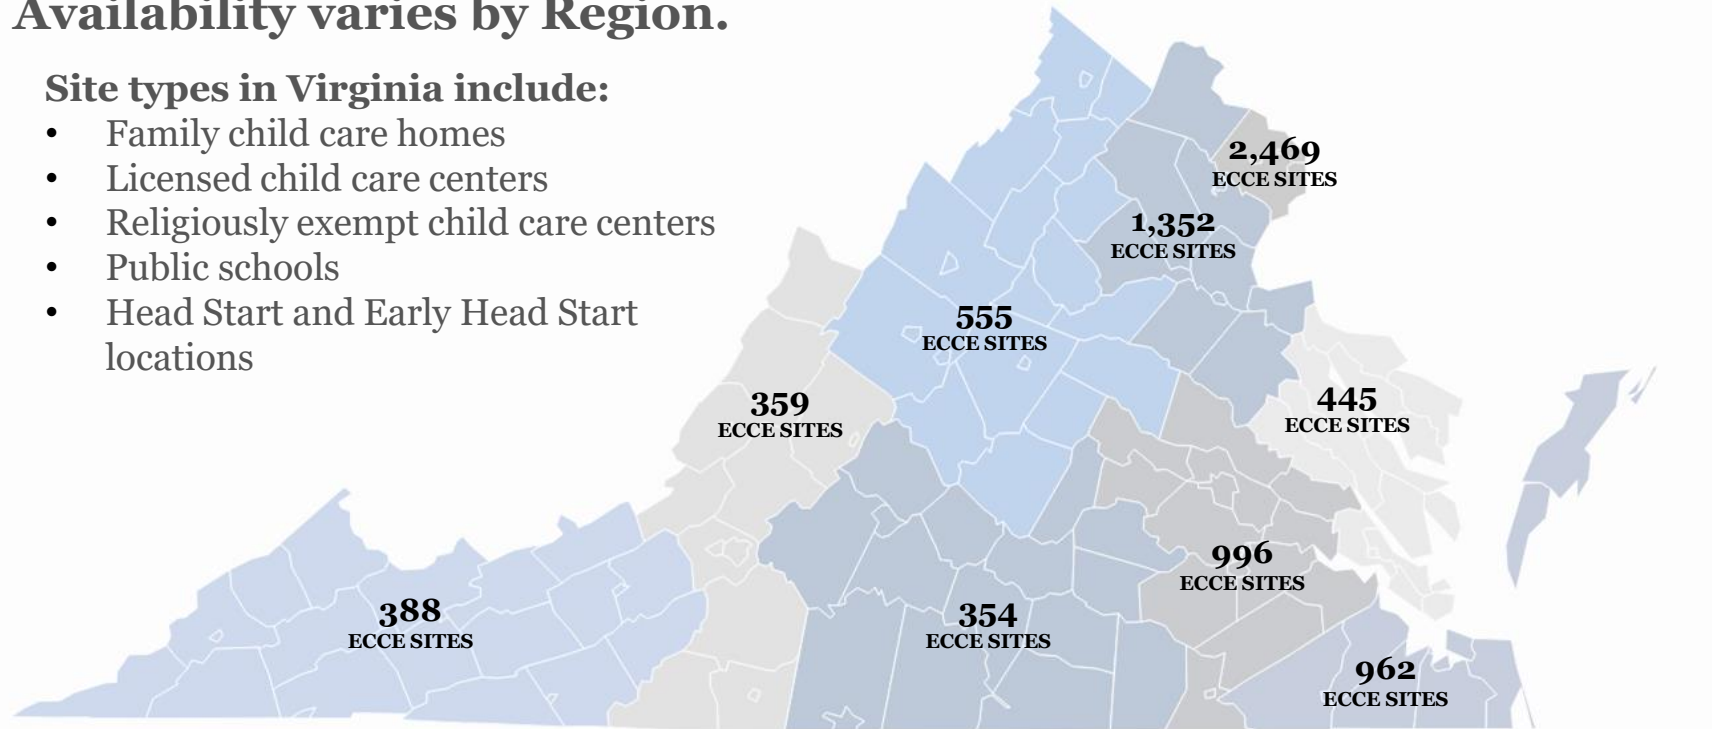 Availability varies by Region.
Site types in Virginia include:
• Family child care homes
• Licensed child care centers
• Religiously exempt child care centers
• Public schools
• Head Start and Early Head Start
locations
2,469
ECCE SITES
1,352
ECCE SITES
555
ECCE SITES
359
ECCE SITES
445
ECCE SITES
996
ECCE SITES
388
ECCE SITES
354
ECCE SITES
962
ECCE SITES